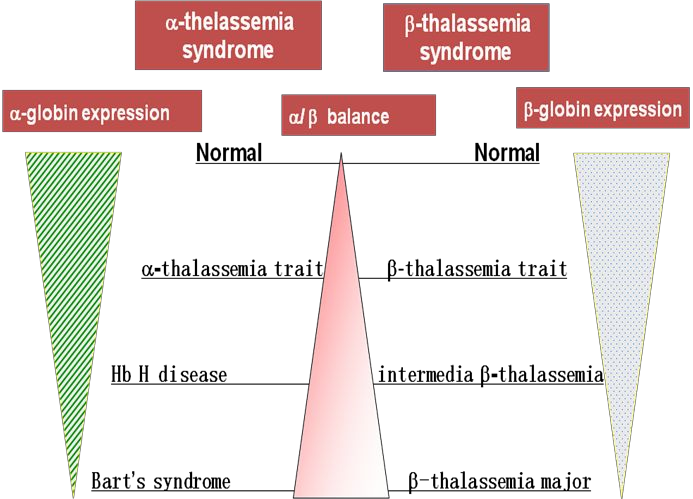 α-thelassemia
syndrome
β-thalassemia
syndrome
α-globin expression
α/β balance
β-globin expression
Normal
Normal
α-thalassemia trait
β-thalassemia trait
Hb H disease
intermedia β-thalassemia
Bart's syndrome
β-thalassemia major